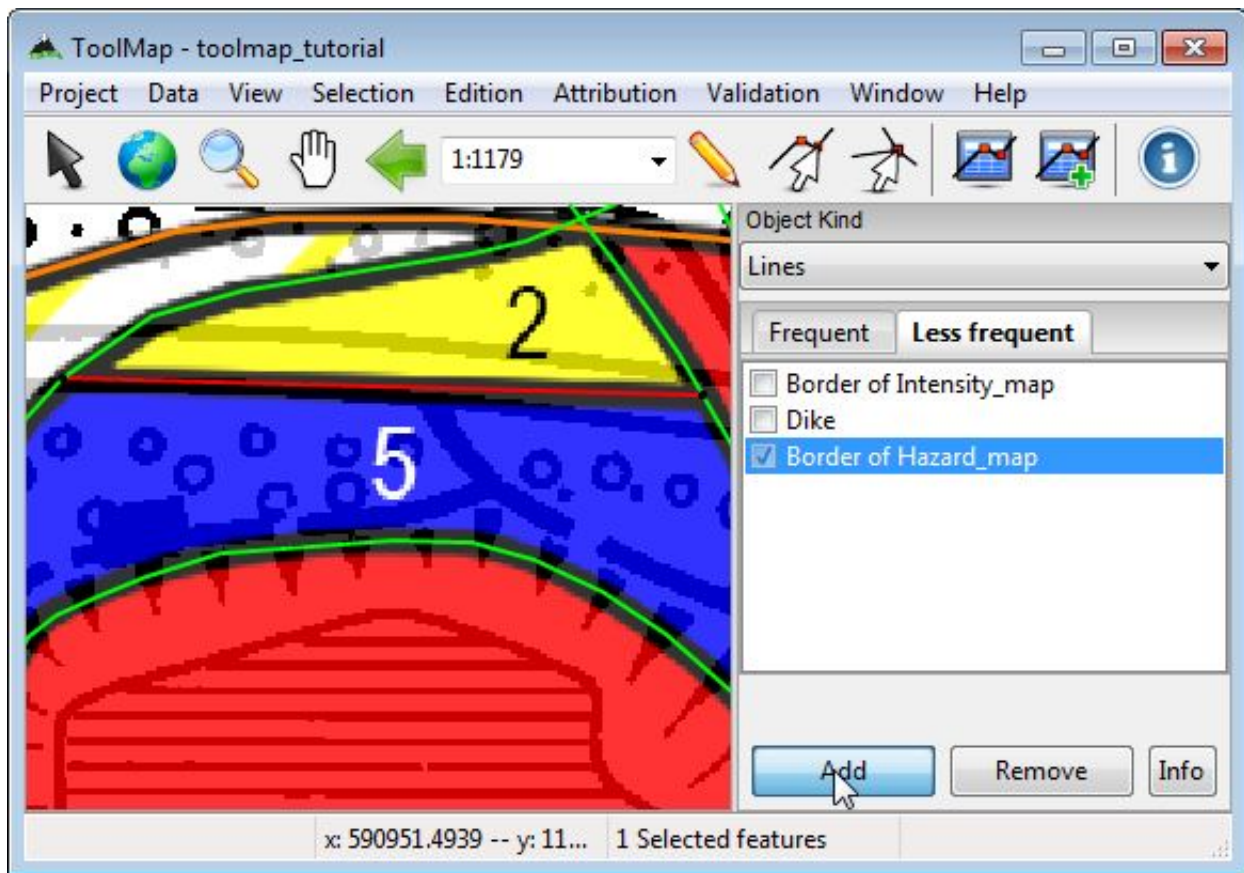 ToolMap - toolmap_tutorial
Project Data View Selection Edition Attribution Validation Window Help
1:1179
Object Kind
Lines
Frequent Less frequent
Border of Intensity_map
Dike
Border of Hazard_map
2
5
Add Remove Info
x: 590951.4939 -- y: 11... 1 Selected features